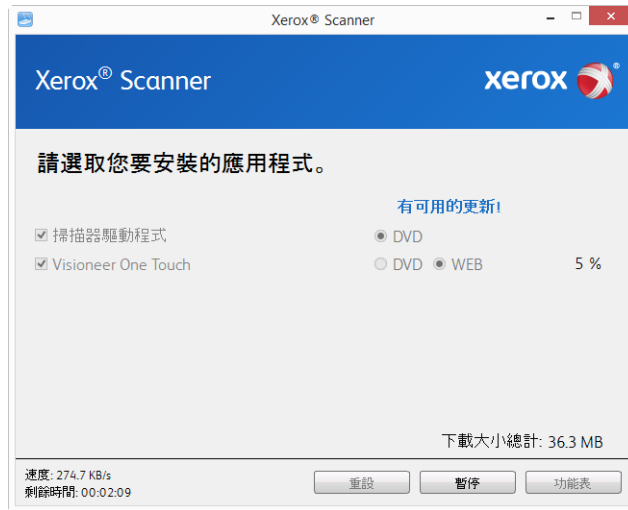 Xerox® Scanner
Xerox® Scanner
xerox®
請選取您要安裝的應用程式。
有可用的更新!
掃描器驅動程式 DVD
Visioneer One Touch DVD WEB 5 %
下載大小總計: 36.3 MB
速度: 274.7 KB/s
剩餘時間: 00:02:09
重設 暫停 功能表